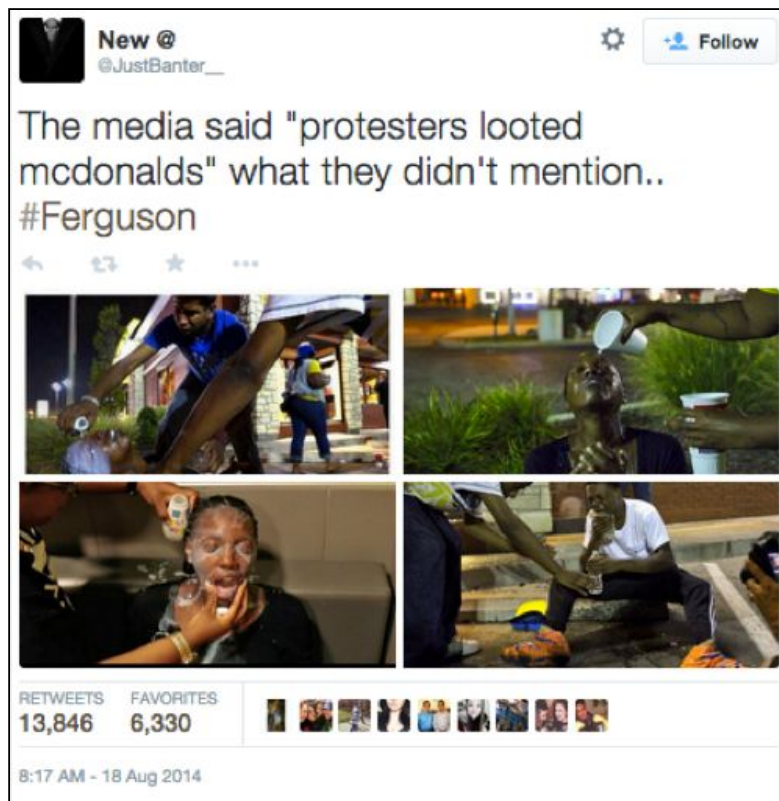 New @
@JustBanter__
Follow
The media said "protesters looted
mcdonalds" what they didn't mention..
#Ferguson
RETWEETS FAVORITES
13,846 6,330
8:17 AM - 18 Aug 2014